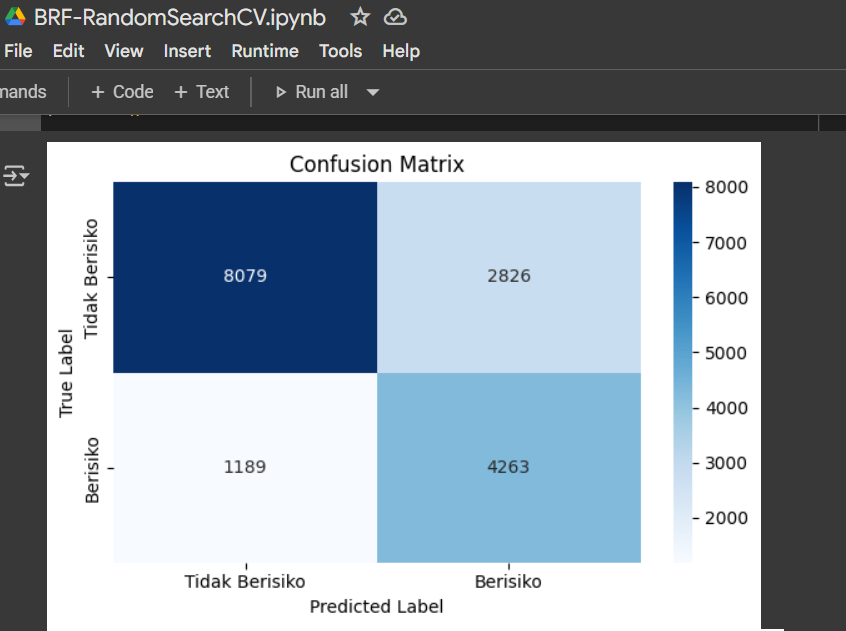 BRF-RandomSearchCV.ipynb
File Edit View Insert Runtime Tools Help
mands + Code + Text Run all
Confusion Matrix
True Label
Tidak Berisiko
Berisiko
8079 2826
1189 4263
Tidak Berisiko Berisiko
Predicted Label
8000
7000
6000
5000
4000
3000
2000